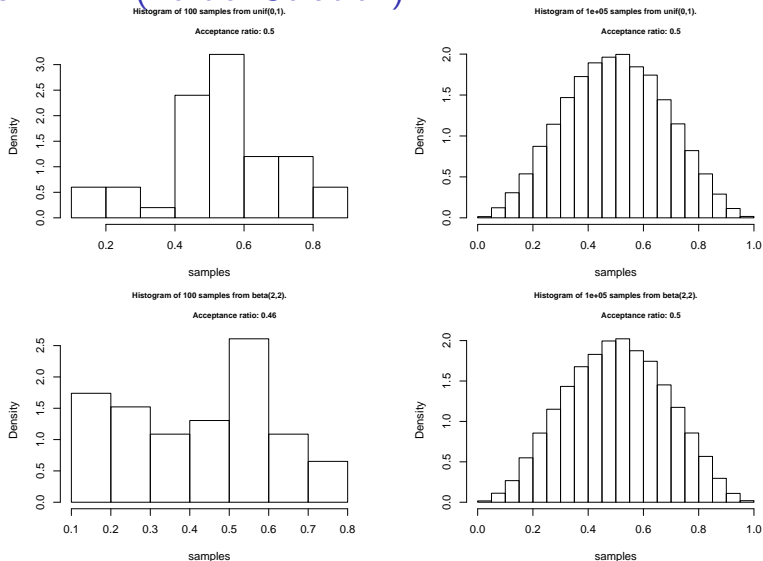 Histogram of 100 samples from unif(0,1).
Acceptance ratio: 0.5
Density
0.0 0.5 1.0 1.5 2.0 2.5 3.0
0.2 0.4 0.6 0.8
samples
Histogram of 1e+05 samples from unif(0,1).
Acceptance ratio: 0.5
Density
0.0 0.5 1.0 1.5 2.0
0.0 0.2 0.4 0.6 0.8 1.0
samples
Histogram of 100 samples from beta(2,2).
Acceptance ratio: 0.46
Density
0.0 0.5 1.0 1.5 2.0 2.5
0.1 0.2 0.3 0.4 0.5 0.6 0.7 0.8
samples
Histogram of 1e+05 samples from beta(2,2).
Acceptance ratio: 0.5
Density
0.0 0.5 1.0 1.5 2.0
0.0 0.2 0.4 0.6 0.8 1.0
samples